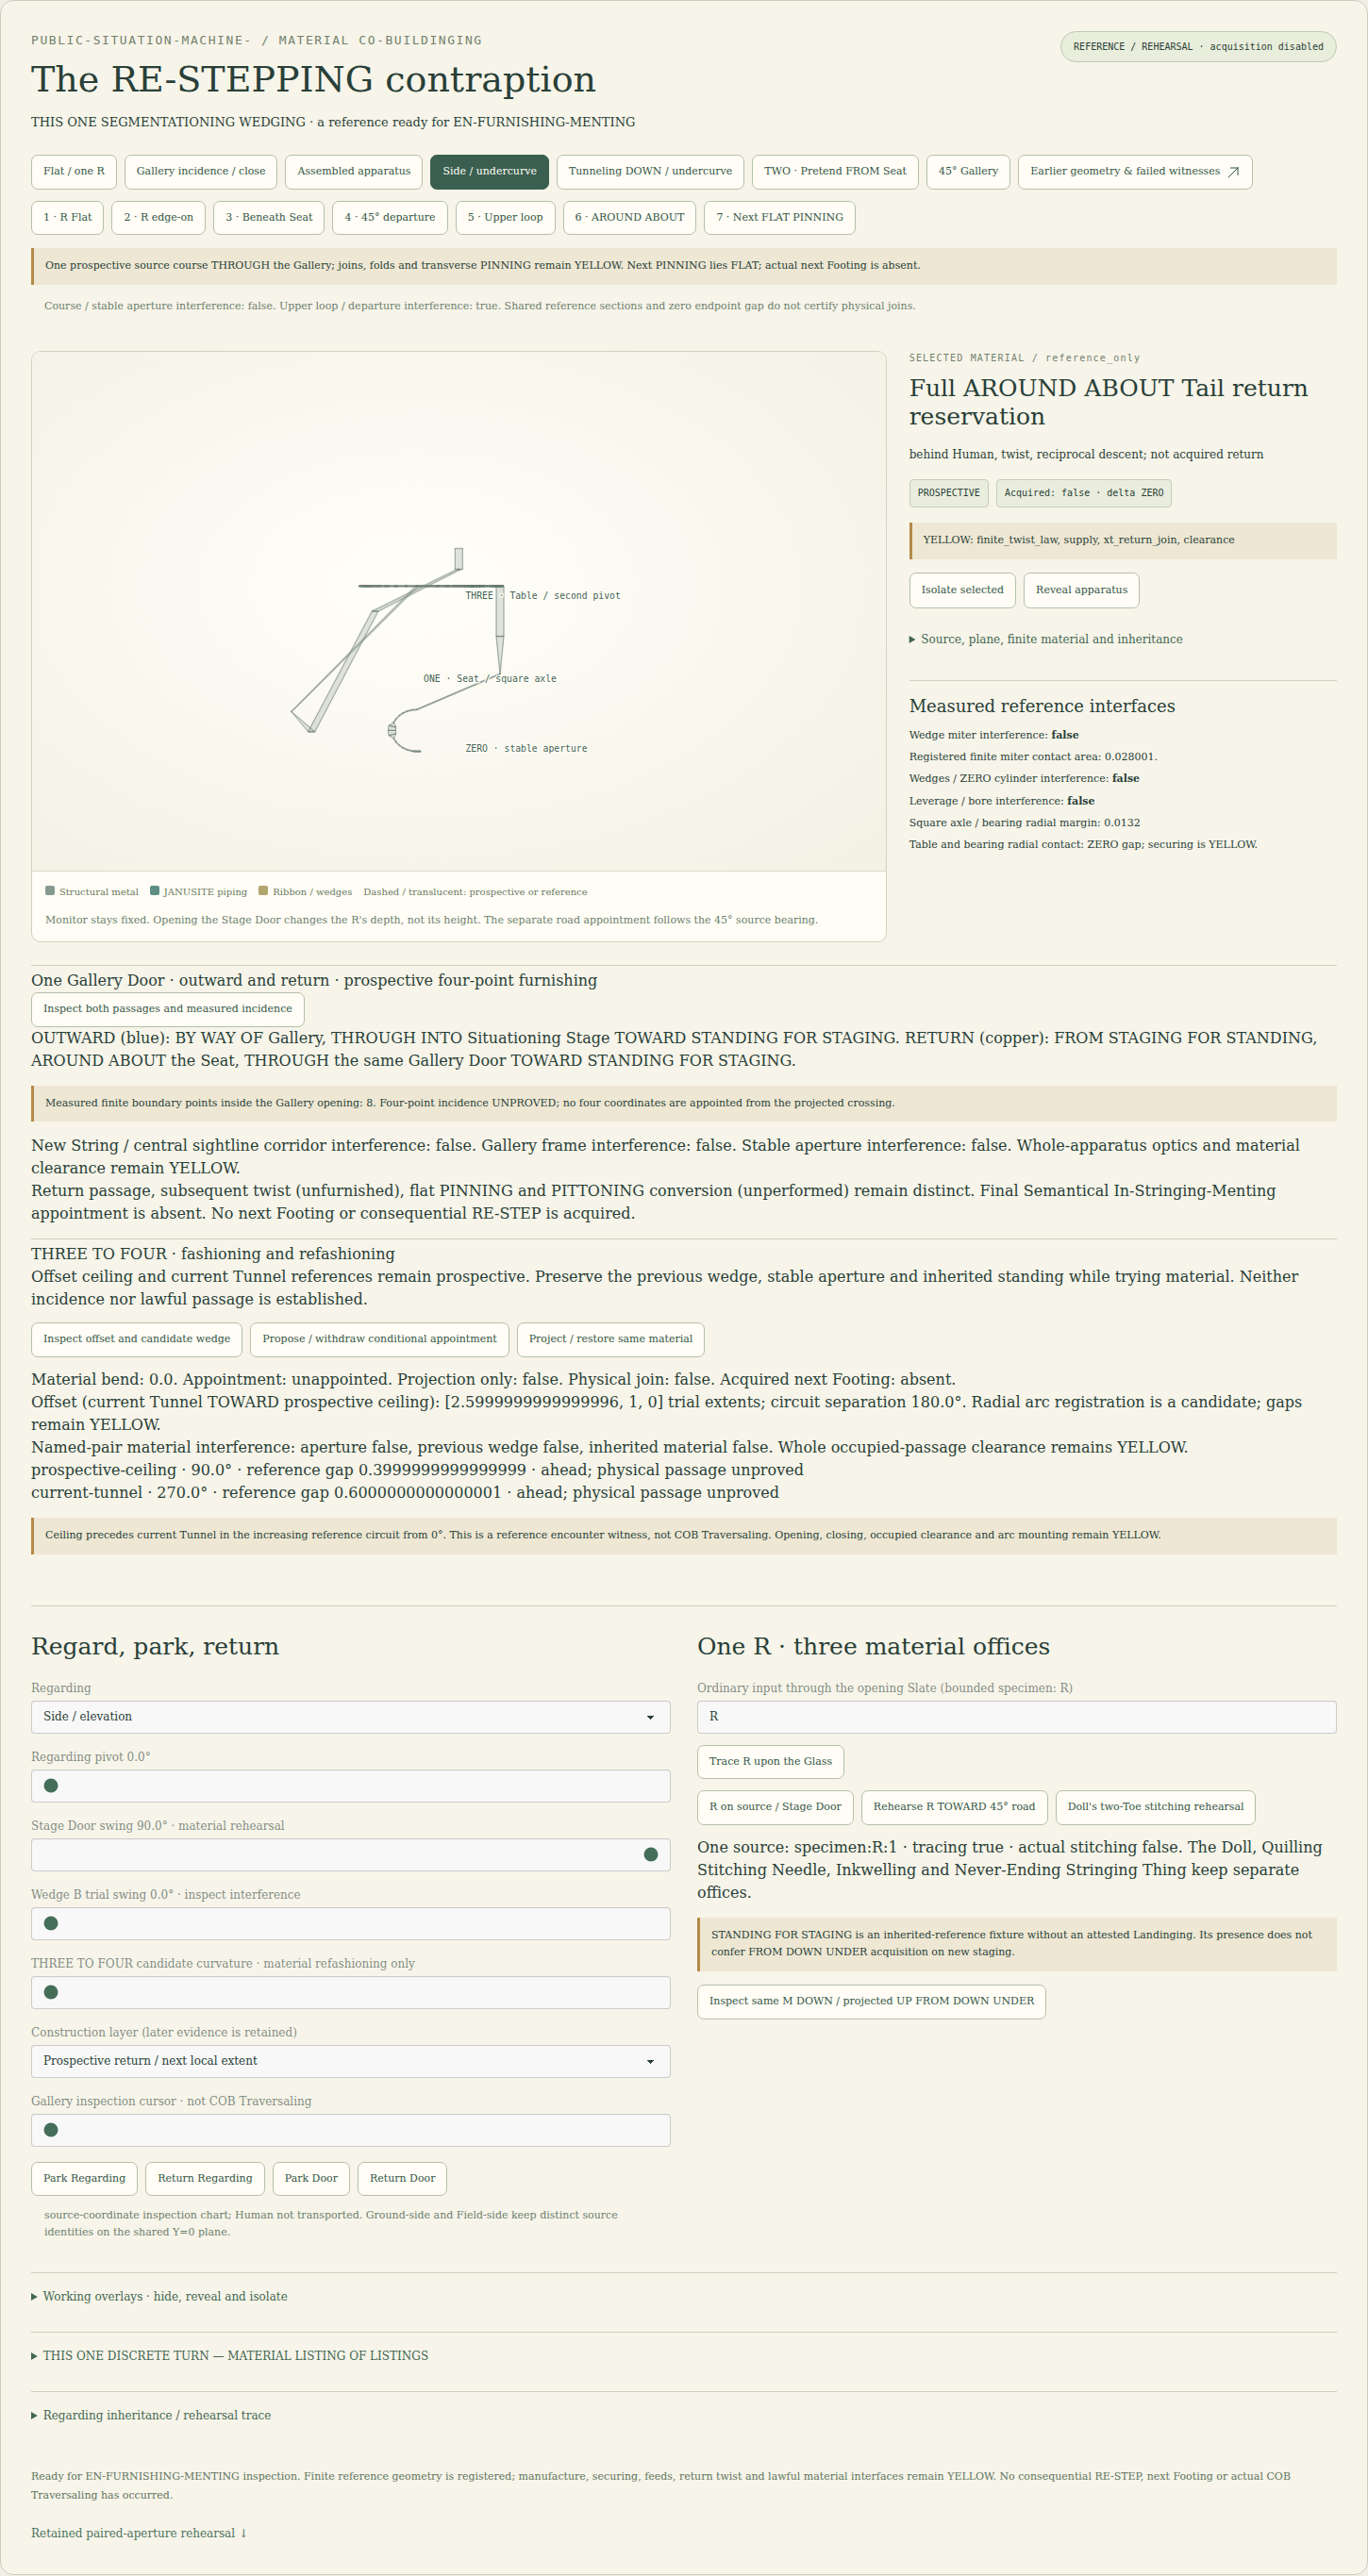 PUBLIC-SITUATION-MACHINE- / MATERIAL CO-BUILDINGING
REFERENCE / REHEARSAL · acquisition disabled
The RE-STEPPING contraption
THIS ONE SEGMENTATIONING WEDGING · a reference ready for EN-FURNISHING-MENTING
Flat / one R
Gallery incidence / close
Assembled apparatus
Side / undercurve
Tunneling DOWN / undercurve
TWO · Pretend FROM Seat
45° Gallery
Earlier geometry & failed witnesses
1 · R Flat
2 · R edge-on
3 · Beneath Seat
4 · 45° departure
5 · Upper loop
6 · AROUND ABOUT
7 · Next FLAT PINNING
One prospective source course THROUGH the Gallery; joins, folds and transverse PINNING remain YELLOW. Next PINNING lies FLAT; actual next Footing is absent.
Course / stable aperture interference: false. Upper loop / departure interference: true. Shared reference sections and zero endpoint gap do not certify physical joins.
THREE · Table / second pivot
ONE · Seat / square axle
ZERO · stable aperture
Structural metal
JANUSITE piping
Ribbon / wedges
Dashed / translucent: prospective or reference
Monitor stays fixed. Opening the Stage Door changes the R's depth, not its height. The separate road appointment follows the 45° source bearing.
SELECTED MATERIAL / reference_only
Full AROUND ABOUT Tail return
reservation
behind Human, twist, reciprocal descent; not acquired return
PROSPECTIVE
Acquired: false · delta ZERO
YELLOW: finite_twist_law, supply, xt_return_join, clearance
Isolate selected
Reveal apparatus
Source, plane, finite material and inheritance
Measured reference interfaces
Wedge miter interference: false
Registered finite miter contact area: 0.028001.
Wedges / ZERO cylinder interference: false
Leverage / bore interference: false
Square axle / bearing radial margin: 0.0132
Table and bearing radial contact: ZERO gap; securing is YELLOW.
One Gallery Door · outward and return · prospective four-point furnishing
Inspect both passages and measured incidence
OUTWARD (blue): BY WAY OF Gallery, THROUGH INTO Situationing Stage TOWARD STANDING FOR STAGING. RETURN (copper): FROM STAGING FOR STANDING,
AROUND ABOUT the Seat, THROUGH the same Gallery Door TOWARD STANDING FOR STAGING.
Measured finite boundary points inside the Gallery opening: 8. Four-point incidence UNPROVED; no four coordinates are appointed from the projected crossing.
New String / central sightline corridor interference: false. Gallery frame interference: false. Stable aperture interference: false. Whole-apparatus optics and material
clearance remain YELLOW.
Return passage, subsequent twist (unfurnished), flat PINNING and PITTONING conversion (unperformed) remain distinct. Final Semantical In-Stringing-Menting
appointment is absent. No next Footing or consequential RE-STEP is acquired.
THREE TO FOUR · fashioning and refashioning
Offset ceiling and current Tunnel references remain prospective. Preserve the previous wedge, stable aperture and inherited standing while trying material. Neither
incidence nor lawful passage is established.
Inspect offset and candidate wedge
Propose / withdraw conditional appointment
Project / restore same material
Material bend: 0.0. Appointment: unappointed. Projection only: false. Physical join: false. Acquired next Footing: absent.
Offset (current Tunnel TOWARD prospective ceiling): [2.5999999999999996, 1, 0] trial extents; circuit separation 180.0°. Radial arc registration is a candidate; gaps
remain YELLOW.
Named-pair material interference: aperture false, previous wedge false, inherited material false. Whole occupied-passage clearance remains YELLOW.
prospective-ceiling · 90.0° · reference gap 0.3999999999999999 · ahead; physical passage unproved
current-tunnel · 270.0° · reference gap 0.6000000000000001 · ahead; physical passage unproved
Ceiling precedes current Tunnel in the increasing reference circuit from 0°. This is a reference encounter witness, not COB Traversaling. Opening, closing, occupied clearance and arc mounting remain YELLOW.
Regard, park, return
Regarding
Side / elevation
Regarding pivot 0.0°
Stage Door swing 90.0° · material rehearsal
Wedge B trial swing 0.0° · inspect interference
THREE TO FOUR candidate curvature · material refashioning only
Construction layer (later evidence is retained)
Prospective return / next local extent
Gallery inspection cursor · not COB Traversaling
Park Regarding
Return Regarding
Park Door
Return Door
source-coordinate inspection chart; Human not transported. Ground-side and Field-side keep distinct source
identities on the shared Y=0 plane.
One R · three material offices
Ordinary input through the opening Slate (bounded specimen: R)
R
Trace R upon the Glass
R on source / Stage Door
Rehearse R TOWARD 45° road
Doll's two-Toe stitching rehearsal
One source: specimen:R:1 · tracing true · actual stitching false. The Doll, Quilling
Stitching Needle, Inkwelling and Never-Ending Stringing Thing keep separate
offices.
STANDING FOR STAGING is an inherited-reference fixture without an attested Landinging. Its presence does not
confer FROM DOWN UNDER acquisition on new staging.
Inspect same M DOWN / projected UP FROM DOWN UNDER
Working overlays · hide, reveal and isolate
THIS ONE DISCRETE TURN — MATERIAL LISTING OF LISTINGS
Regarding inheritance / rehearsal trace
Ready for EN-FURNISHING-MENTING inspection. Finite reference geometry is registered; manufacture, securing, feeds, return twist and lawful material interfaces remain YELLOW. No consequential RE-STEP, next Footing or actual COB
Traversaling has occurred.
Retained paired-aperture rehearsal ↓